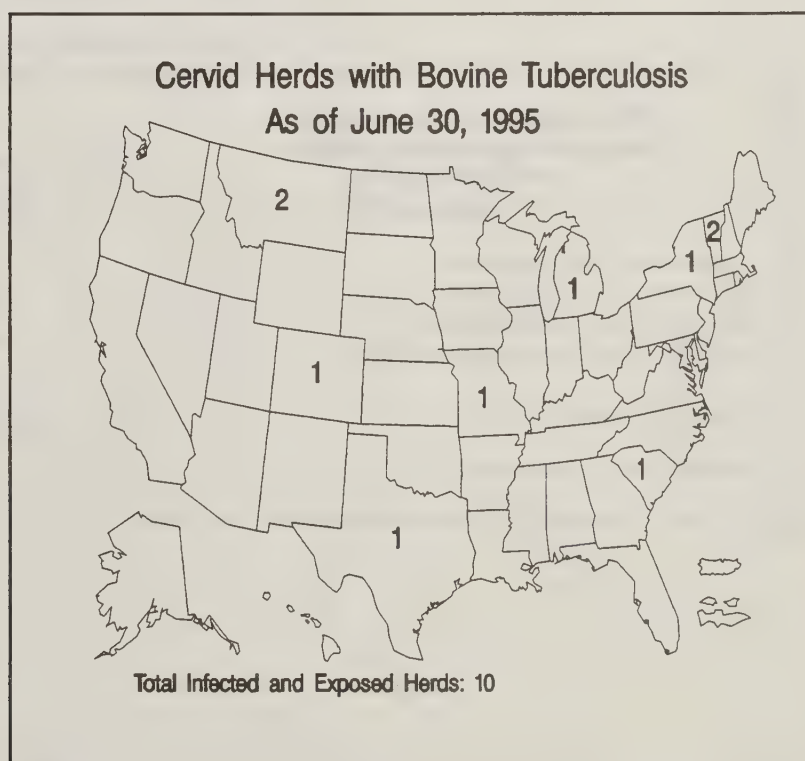 Cervid Herds with Bovine Tuberculosis
As of June 30, 1995
2
2
1
1
1
1
1
1
Total Infected and Exposed Herds: 10